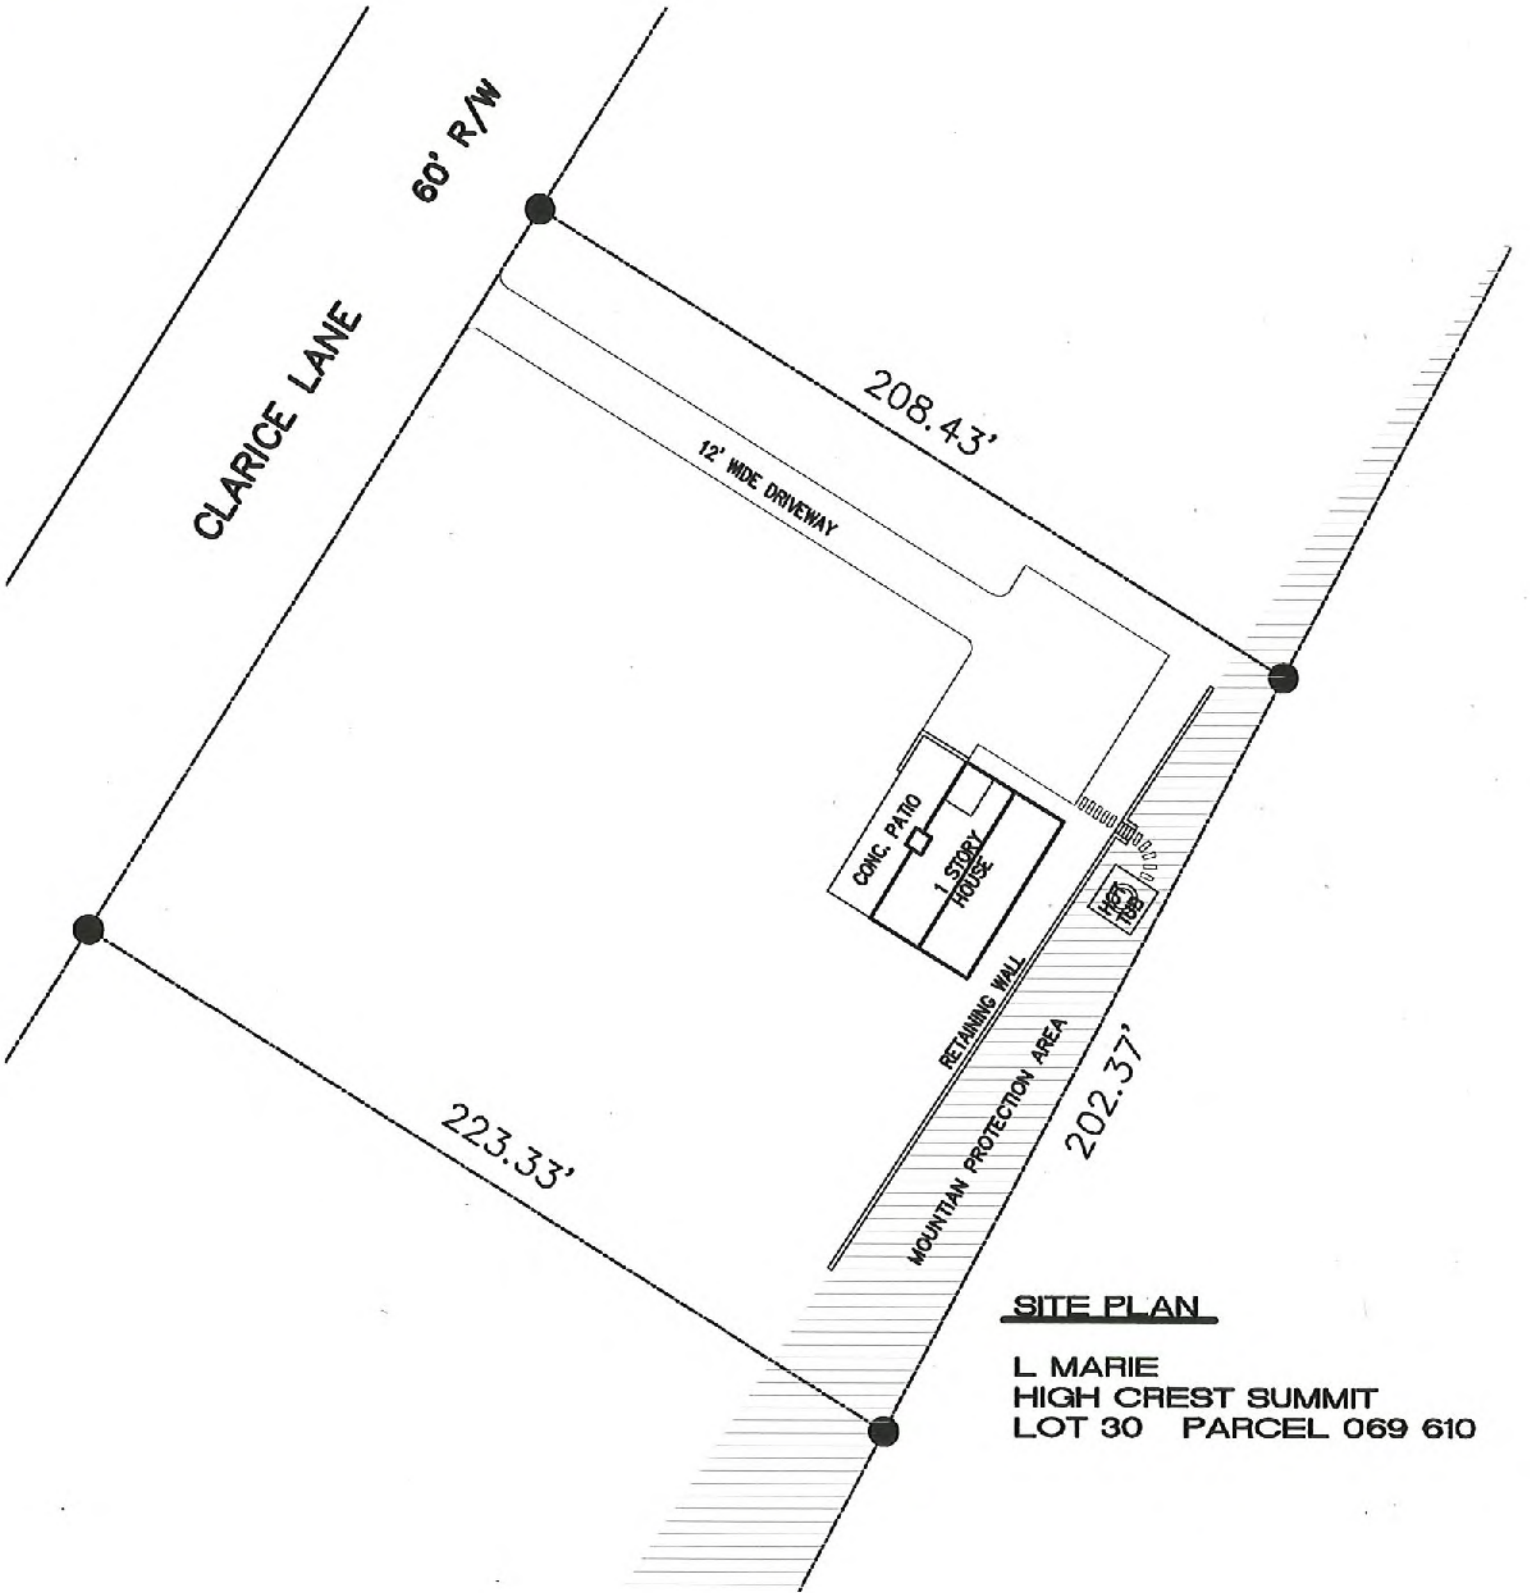 60' R/W
CLARICE LANE
208.43'
12' WIDE DRIVEWAY
CONC. PATIO
1 STORY
HOUSE
HOT
TUB
RETAINING WALL
MOUNTIAN PROTECTION AREA
202.37'
223.33'
SITE PLAN
L MARIE
HIGH CREST SUMMIT
LOT 30 PARCEL 069 610